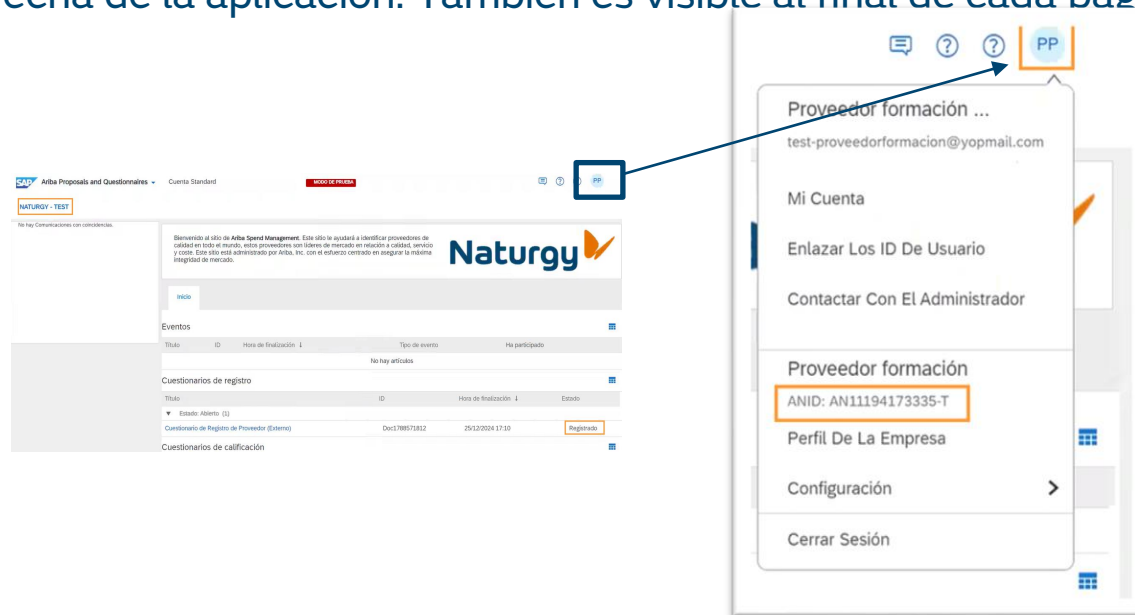 echa de la aplicación. También es visible al final de cada pág
SAP Ariba Proposals and Questionnaires
Cuenta Standard
MODO DE PRUEBA
PP
NATURGY - TEST
No hay Comunicaciones con coincidencias.
Bienvenido al sitio de Ariba Spend Management. Este sitio le ayudará a identificar proveedores de
calidad en todo el mundo, estos proveedores son líderes de mercado en relación a calidad, servicio
y coste. Este sitio está administrado por Ariba, Inc. con el esfuerzo centrado en asegurar la máxima
integridad de mercado.
Naturgy
Inicio
Eventos
Título ID Hora de finalización ↓ Tipo de evento Ha participado
No hay artículos
Cuestionarios de registro
Título ID Hora de finalización ↓ Estado
▼ Estado: Abierto (1)
Cuestionario de Registro de Proveedor (Externo) Doc1788571812 25/12/2024 17:10 Registrado
Cuestionarios de calificación
PP
Proveedor formación ...
test-proveedorformacion@yopmail.com
Mi Cuenta
Enlazar Los ID De Usuario
Contactar Con El Administrador
Proveedor formación
ANID: AN11194173335-T
Perfil De La Empresa
Configuración
Cerrar Sesión